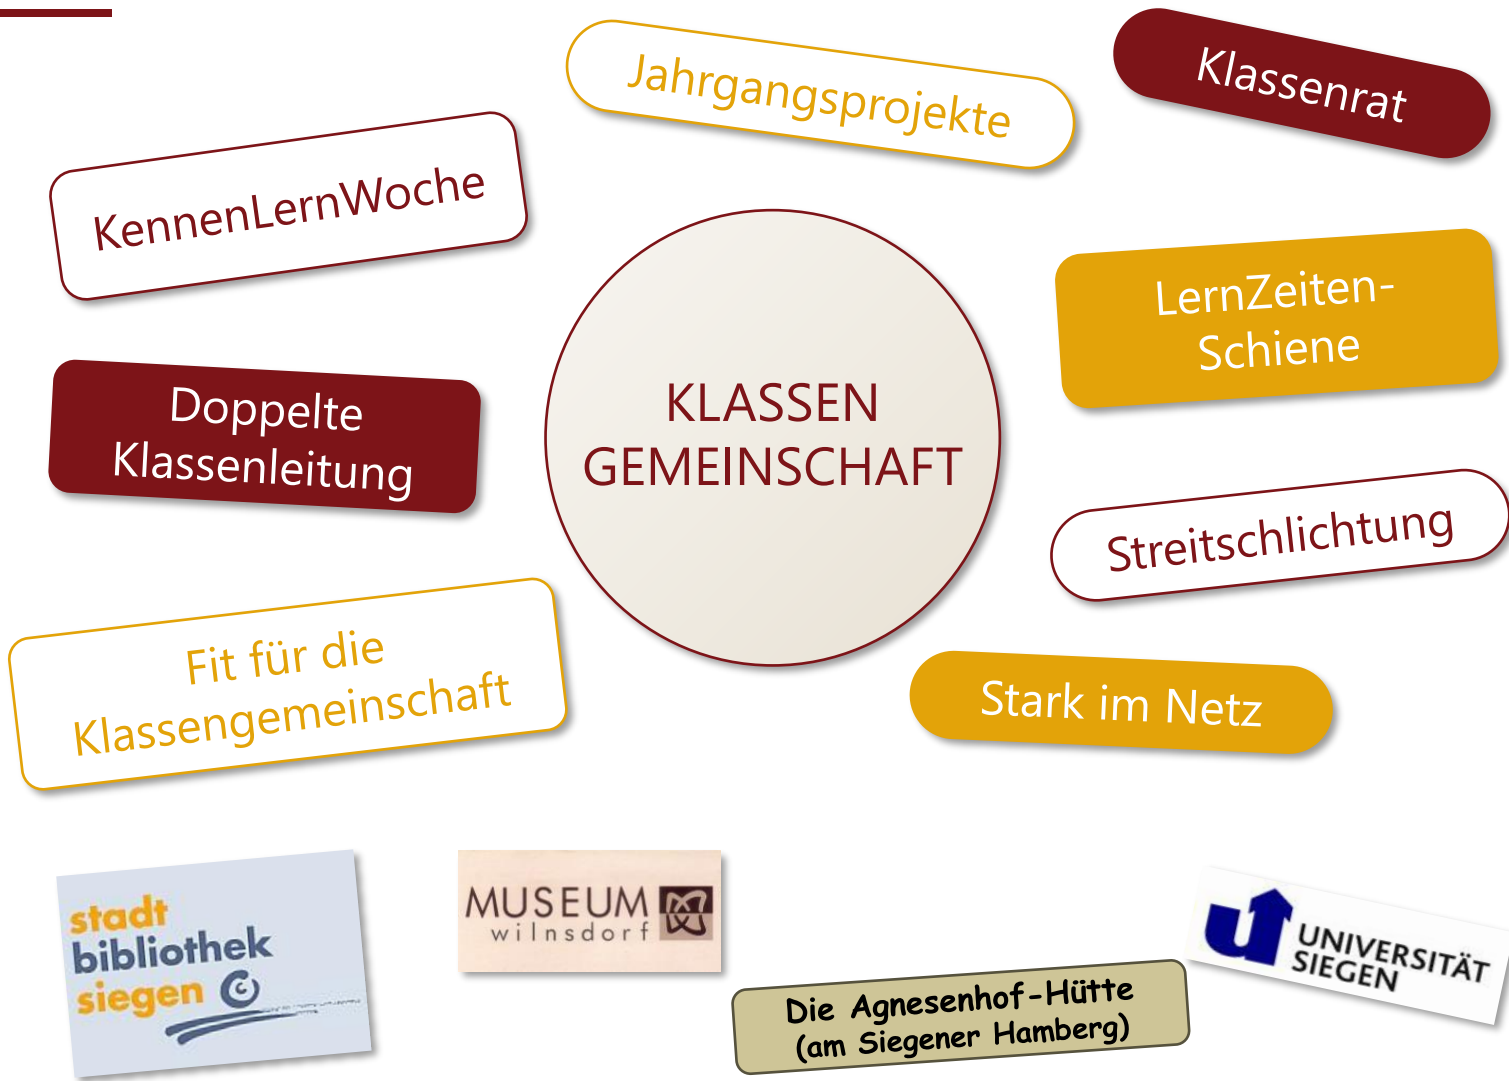 Jahrgangsprojekte
Klassenrat
KennenLernWoche
LernZeiten-
Schiene
Doppelte
Klassenleitung
KLASSEN
GEMEINSCHAFT
Streitschlichtung
Fit für die
Klassengemeinschaft
Stark im Netz
stadt
bibliothek
siegen
MUSEUM
wilnsdorf
Die Agnesenhof-Hütte
(am Siegener Hamberg)
UNIVERSITÄT
SIEGEN